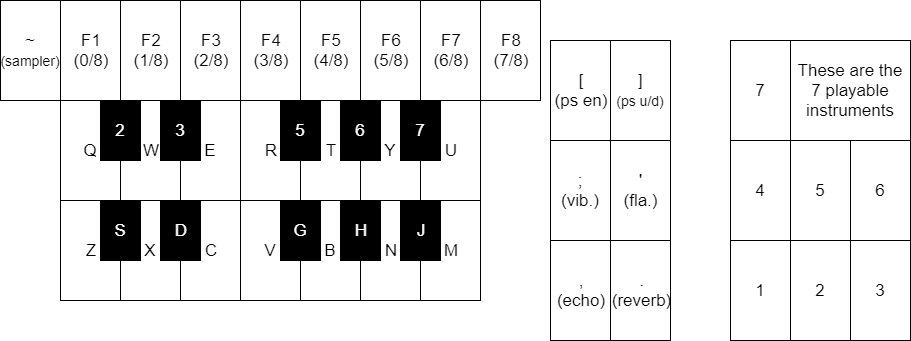 ~
(sampler)
F1
(0/8)
F2
(1/8)
F3
(2/8)
F4
(3/8)
F5
(4/8)
F6
(5/8)
F7
(6/8)
F8
(7/8)
2
3
5
6
7
Q
W
E
R
T
Y
U
S
D
G
H
J
Z
X
C
V
B
N
M
[
(ps en)
]
(ps u/d)
;
(vib.)
'
(fla.)
,
(echo)
.
(reverb)
7
These are the
7 playable
instruments
4
5
6
1
2
3